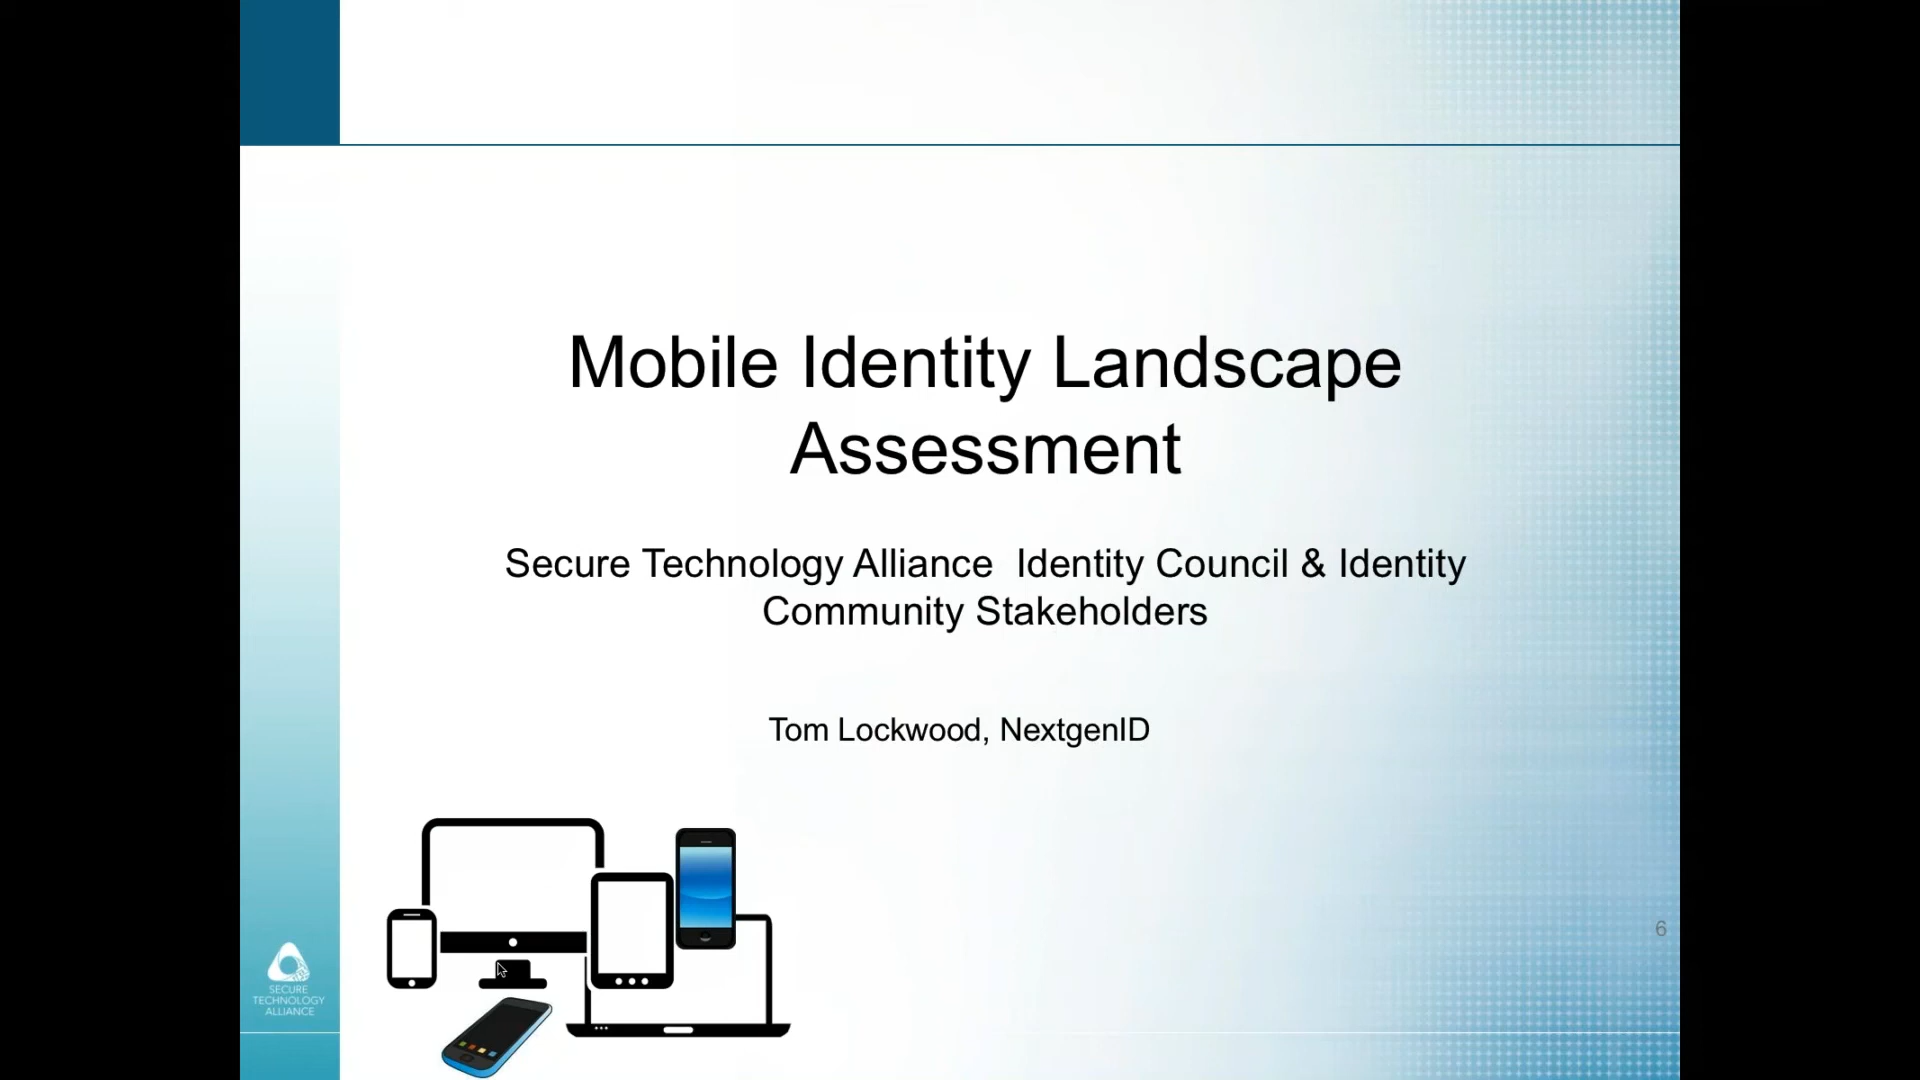 Mobile Identity Landscape
Assessment
Secure Technology Alliance  Identity Council & Identity
Community Stakeholders
Tom Lockwood, NextgenID
6
SECURE
TECHNOLOGY
ALLIANCE